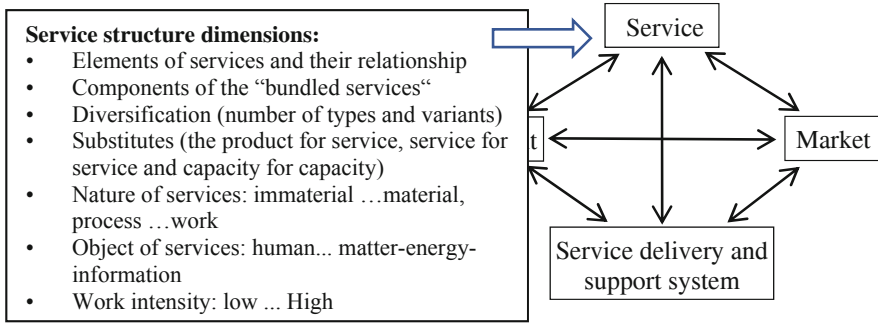 Service structure dimensions:
• Elements of services and their relationship
• Components of the “bundled services“
• Diversification (number of types and variants)
• Substitutes (the product for service, service for
service and capacity for capacity)
• Nature of services: immaterial …material,
process …work
• Object of services: human... matter-energy-
information
• Work intensity: low ... High
Service
t
Market
Service delivery and
support system